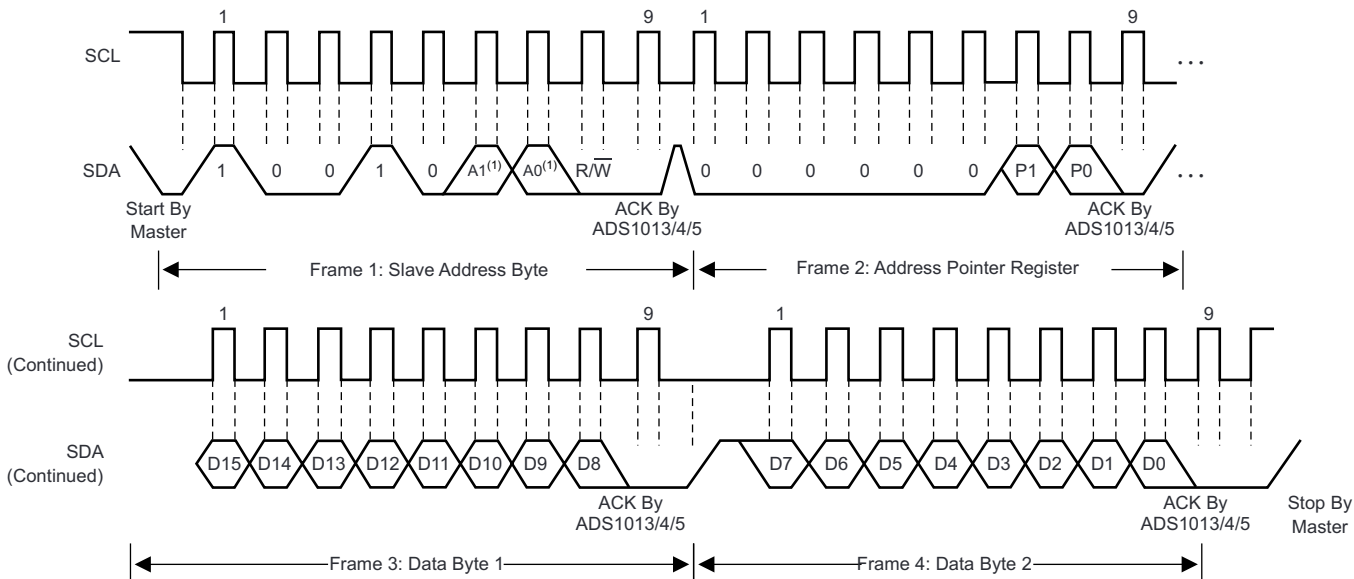 1 9 1 9
SCL ...
SDA 1 0 0 1 0 A1(1) A0(1) R/W̅ 0 0 0 0 0 0 P1 P0 ...
Start By
Master
ACK By
ADS1013/4/5
ACK By
ADS1013/4/5
Frame 1: Slave Address Byte
Frame 2: Address Pointer Register
1 9 1 9
SCL
(Continued)
SDA
(Continued)
D15 D14 D13 D12 D11 D10 D9 D8 D7 D6 D5 D4 D3 D2 D1 D0
ACK By
ADS1013/4/5
ACK By
ADS1013/4/5
Stop By
Master
Frame 3: Data Byte 1
Frame 4: Data Byte 2